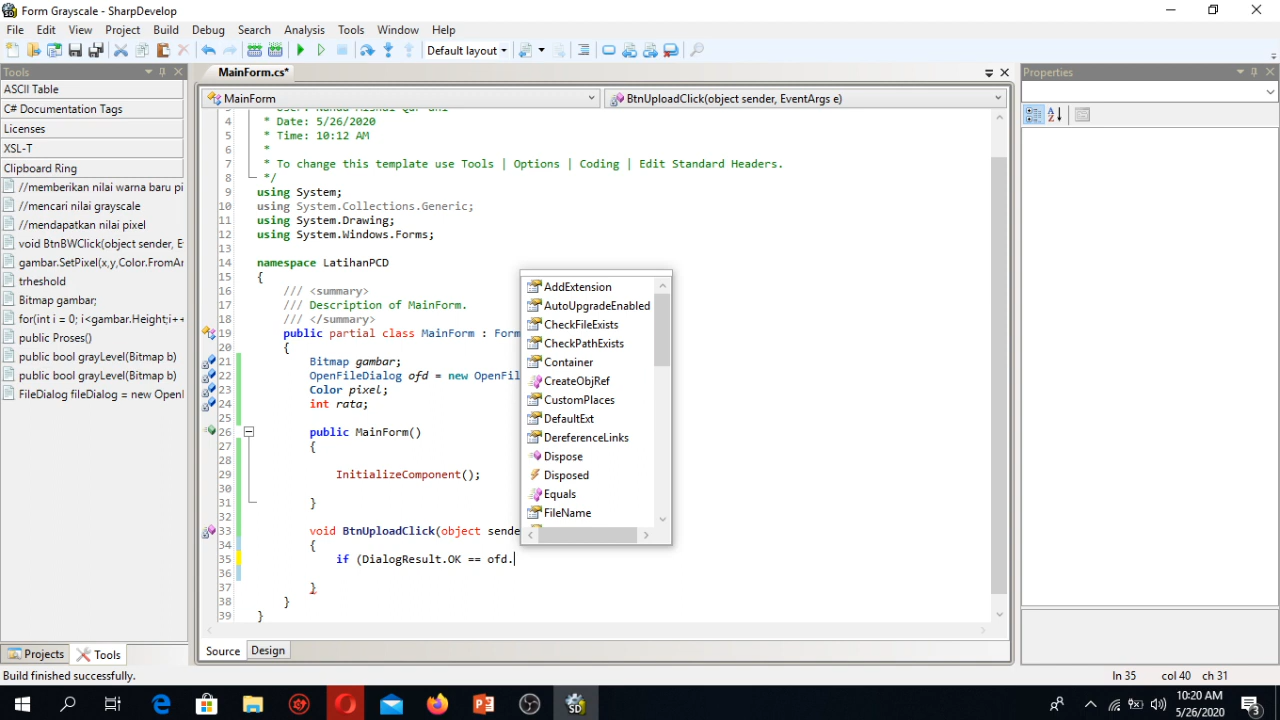 Form Grayscale - SharpDevelop
File Edit View Project Build Debug Search Analysis Tools Window Help
Default layout
Tools
ASCII Table
C# Documentation Tags
Licenses
XSL-T
Clipboard Ring
//memberikan nilai warna baru pi
//mencari nilai grayscale
//mendapatkan nilai pixel
void BtnBWClick(object sender, E
gambar.SetPixel(x,y,Color.FromAr
trheshold
Bitmap gambar;
for(int i = 0; i<gambar.Height;i++
public Proses()
public bool grayLevel(Bitmap b)
public bool grayLevel(Bitmap b)
FileDialog fileDialog = new OpenI
Projects Tools
MainForm.cs*
MainForm BtnUploadClick(object sender, EventArgs e)
4 * Date: 5/26/2020
5 * Time: 10:12 AM
6 *
7 * To change this template use Tools | Options | Coding | Edit Standard Headers.
8 */
9 using System;
10 using System.Collections.Generic;
11 using System.Drawing;
12 using System.Windows.Forms;
13
14 namespace LatihanPCD
15 {
16 /// <summary>
17 /// Description of MainForm.
18 /// </summary>
19 public partial class MainForm : Form
20 {
21 Bitmap gambar;
22 OpenFileDialog ofd = new OpenFil
23 Color pixel;
24 int rata;
25
26 public MainForm()
27 {
28
29 InitializeComponent();
30
31 }
32
33 void BtnUploadClick(object sende
34 {
35 if (DialogResult.OK == ofd.
36
37 }
38 }
39 }
AddExtension
AutoUpgradeEnabled
CheckFileExists
CheckPathExists
Container
CreateObjRef
CustomPlaces
DefaultExt
DereferenceLinks
Dispose
Disposed
Equals
FileName
Source Design
Properties
Build finished successfully.
ln 35 col 40 ch 31
10:20 AM
5/26/2020
3